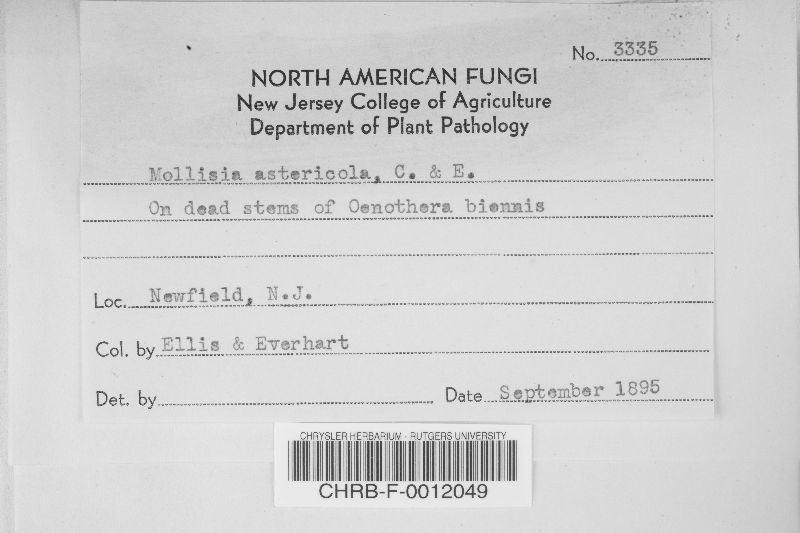 No. 3335
NORTH AMERICAN FUNGI
New Jersey College of Agriculture
Department of Plant Pathology
Mollisia astericola, C. & E.
On dead stems of Oenothera biennis
Loc. Newfield, N.J.
Col. by Ellis & Everhart
Det. by Date September 1895
CHRYSLER HERBARIUM - RUTGERS UNIVERSITY
CHRB-F-0012049